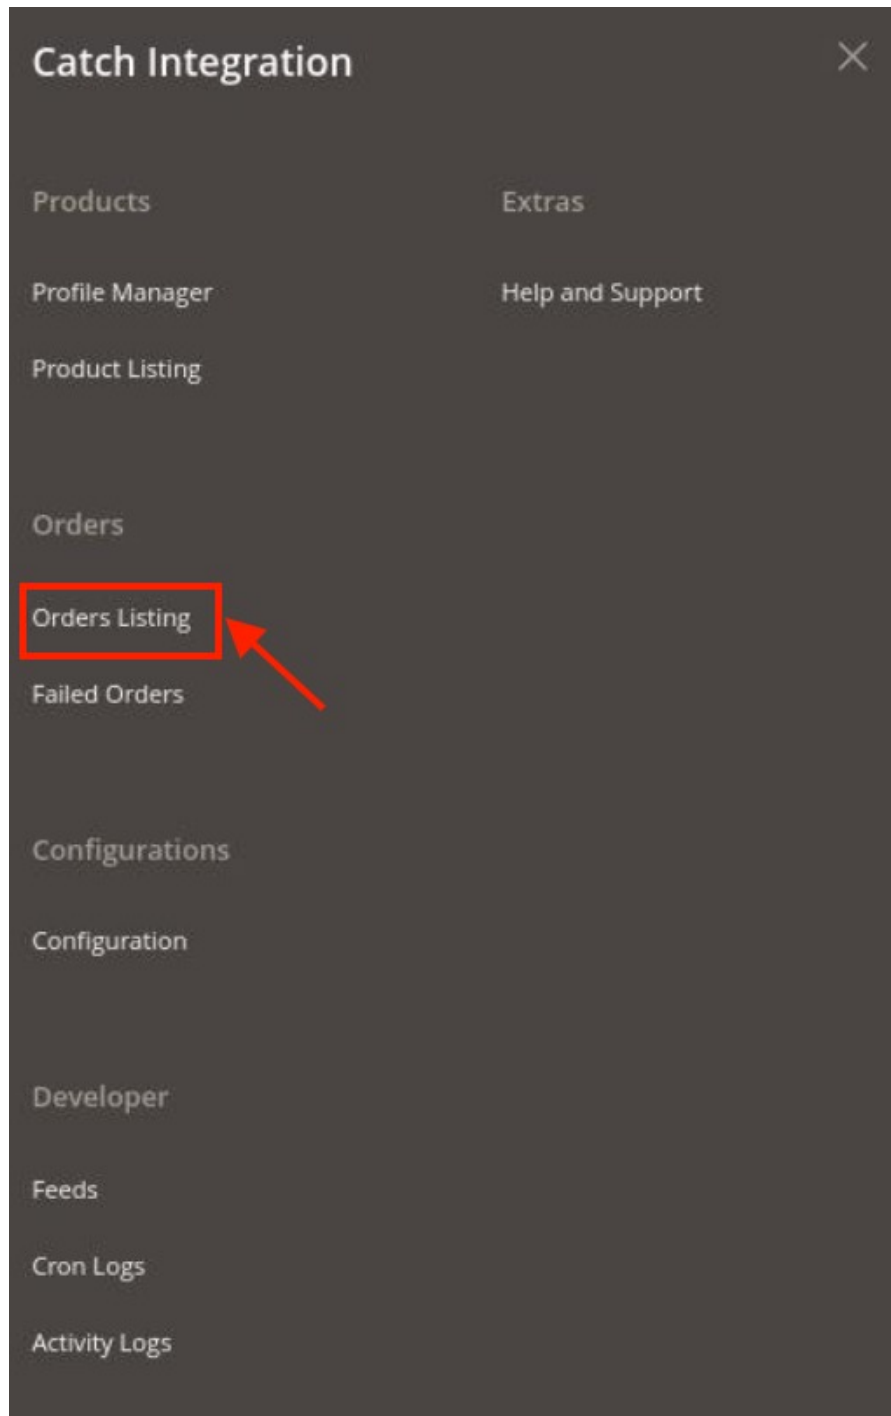 Catch Integration
Products
Profile Manager
Product Listing
Orders
Orders Listing
Failed Orders
Configurations
Configuration
Developer
Feeds
Cron Logs
Activity Logs
Extras
Help and Support